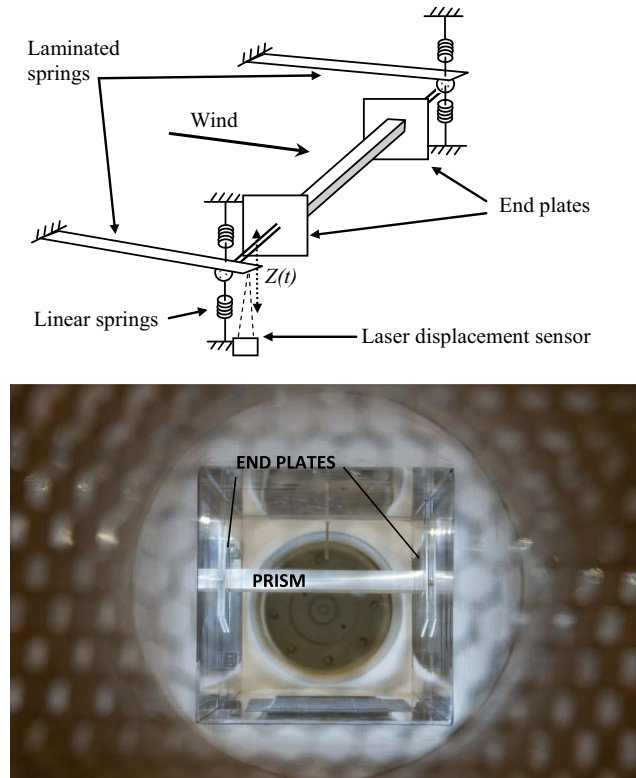 Laminated
springs
Wind
End plates
Z(t)
Linear springs
Laser displacement sensor
END PLATES
PRISM